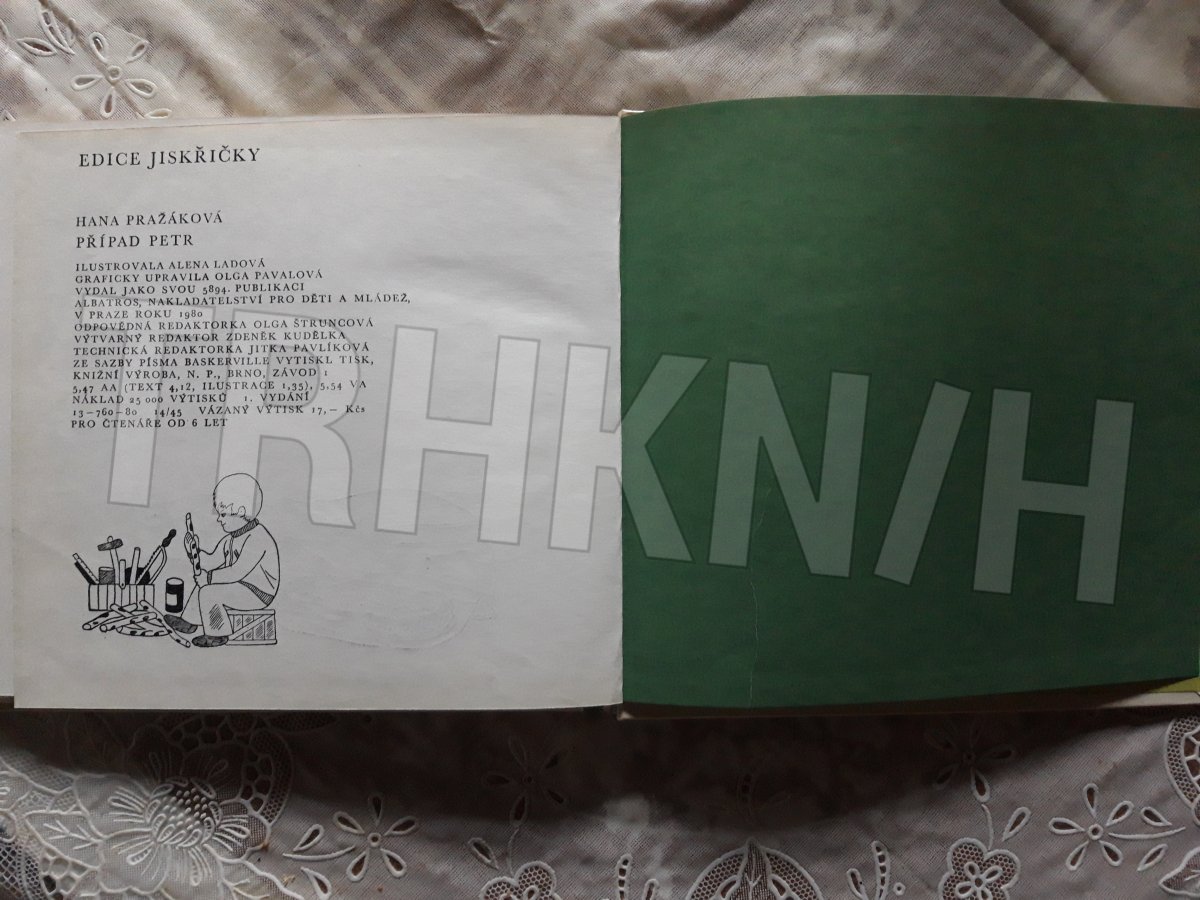 EDICE JISKŘIČKY
HANA PRAŽÁKOVÁ
PŘÍPAD PETR
ILUSTROVALA ALENA LADOVÁ
GRAFICKY UPRAVILA OLGA PAVALOVÁ
VYDAL JAKO SVOU 5894. PUBLIKACI
ALBATROS, NAKLADATELSTVÍ PRO DĚTI A MLÁDEŽ,
V PRAZE ROKU 1980
ODPOVĚDNÁ REDAKTORKA OLGA ŠTRUNCOVÁ
VÝTVARNÝ REDAKTOR ZDENĚK KUDĚLKA
TECHNICKÁ REDAKTORKA JITKA PAVLÍKOVÁ
ZE SAZBY PÍSMA BASKERVILLE VYTISKL TISK,
KNIŽNÍ VÝROBA, N. P., BRNO, ZÁVOD 1
5,47 AA (TEXT 4,12, ILUSTRACE 1,35), 5,54 VA
NÁKLAD 25 000 VÝTISKŮ 1. VYDÁNÍ
13-760-80 14/45 VÁZANÝ VÝTISK 17,- Kčs
PRO ČTENÁŘE OD 6 LET
TRHKNIH